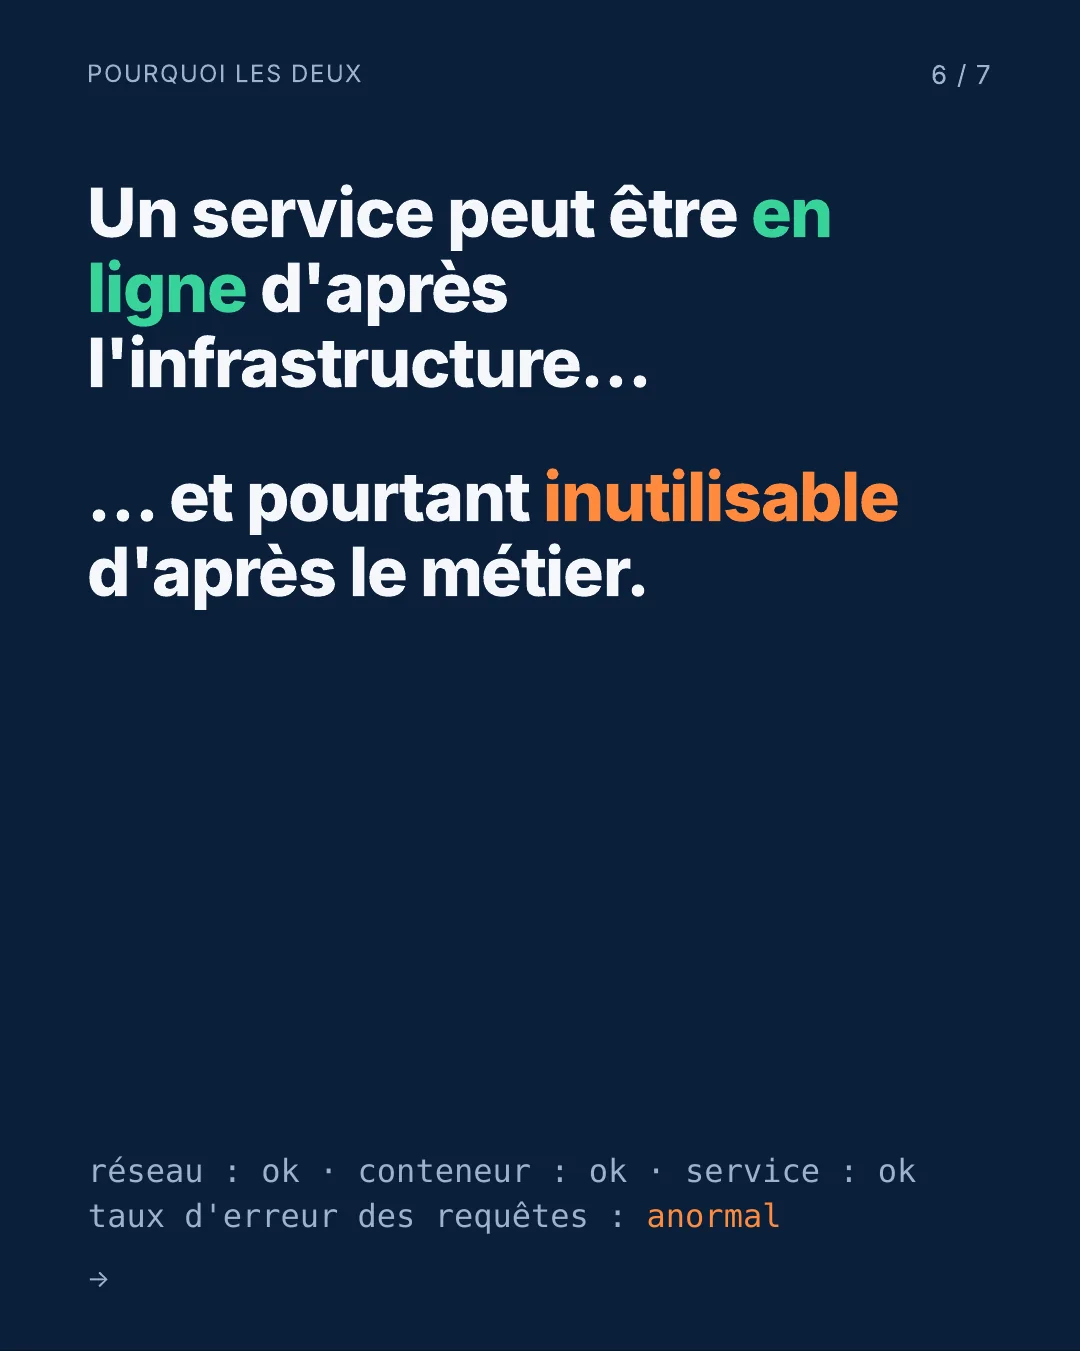 POURQUOI LES DEUX
6 / 7
Un service peut être en
ligne d'après
l'infrastructure…
… et pourtant inutilisable
d'après le métier.
réseau : ok · conteneur : ok · service : ok
taux d'erreur des requêtes : anormal
→